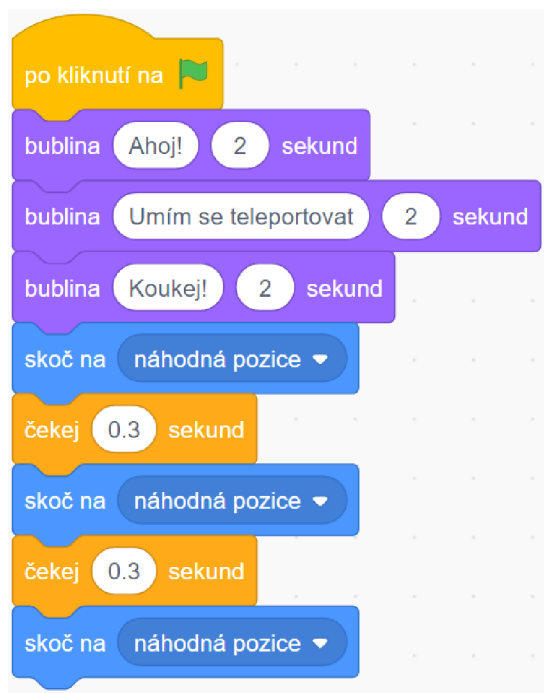 po kliknutí na
bublina Ahoj! 2 sekund
bublina Umím se teleportovat 2 sekund
bublina Koukej! 2 sekund
skoč na náhodná pozice
čekej 0.3 sekund
skoč na náhodná pozice
čekej 0.3 sekund
skoč na náhodná pozice